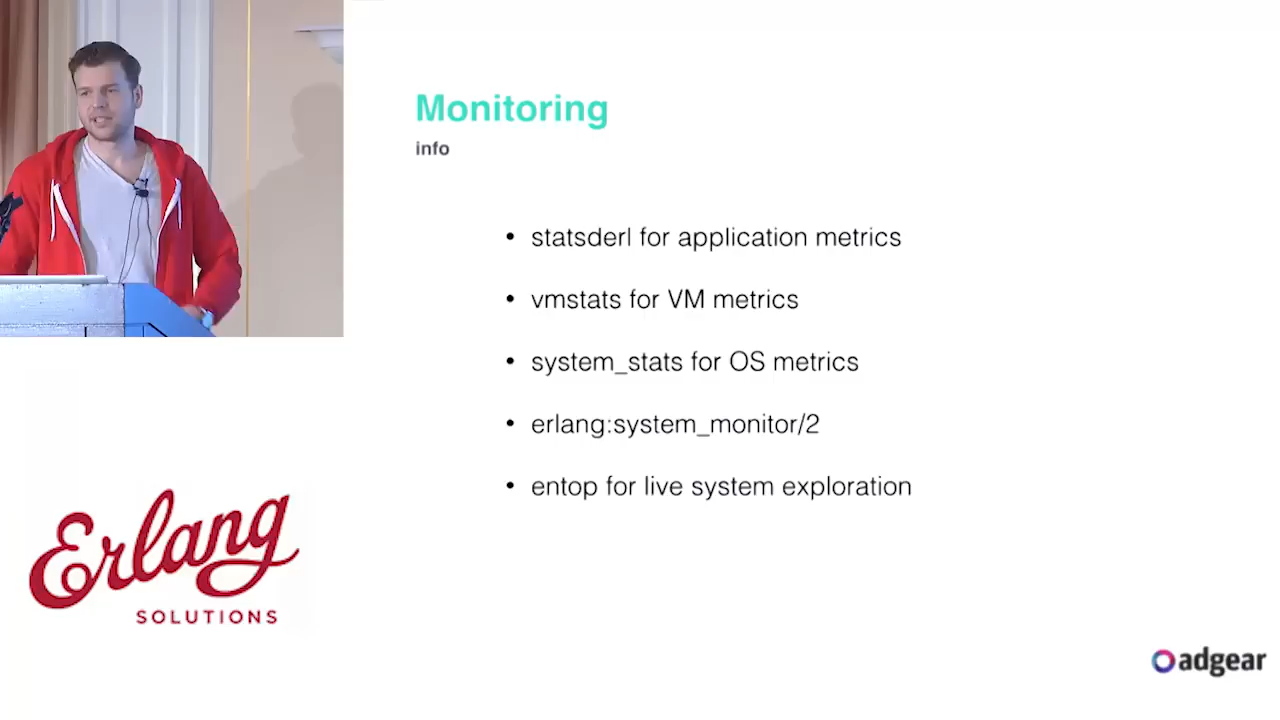 Monitoring
info
• statsderl for application metrics
• vmstats for VM metrics
• system_stats for OS metrics
• erlang:system_monitor/2
• entop for live system exploration
Erlang
SOLUTIONS
adgear